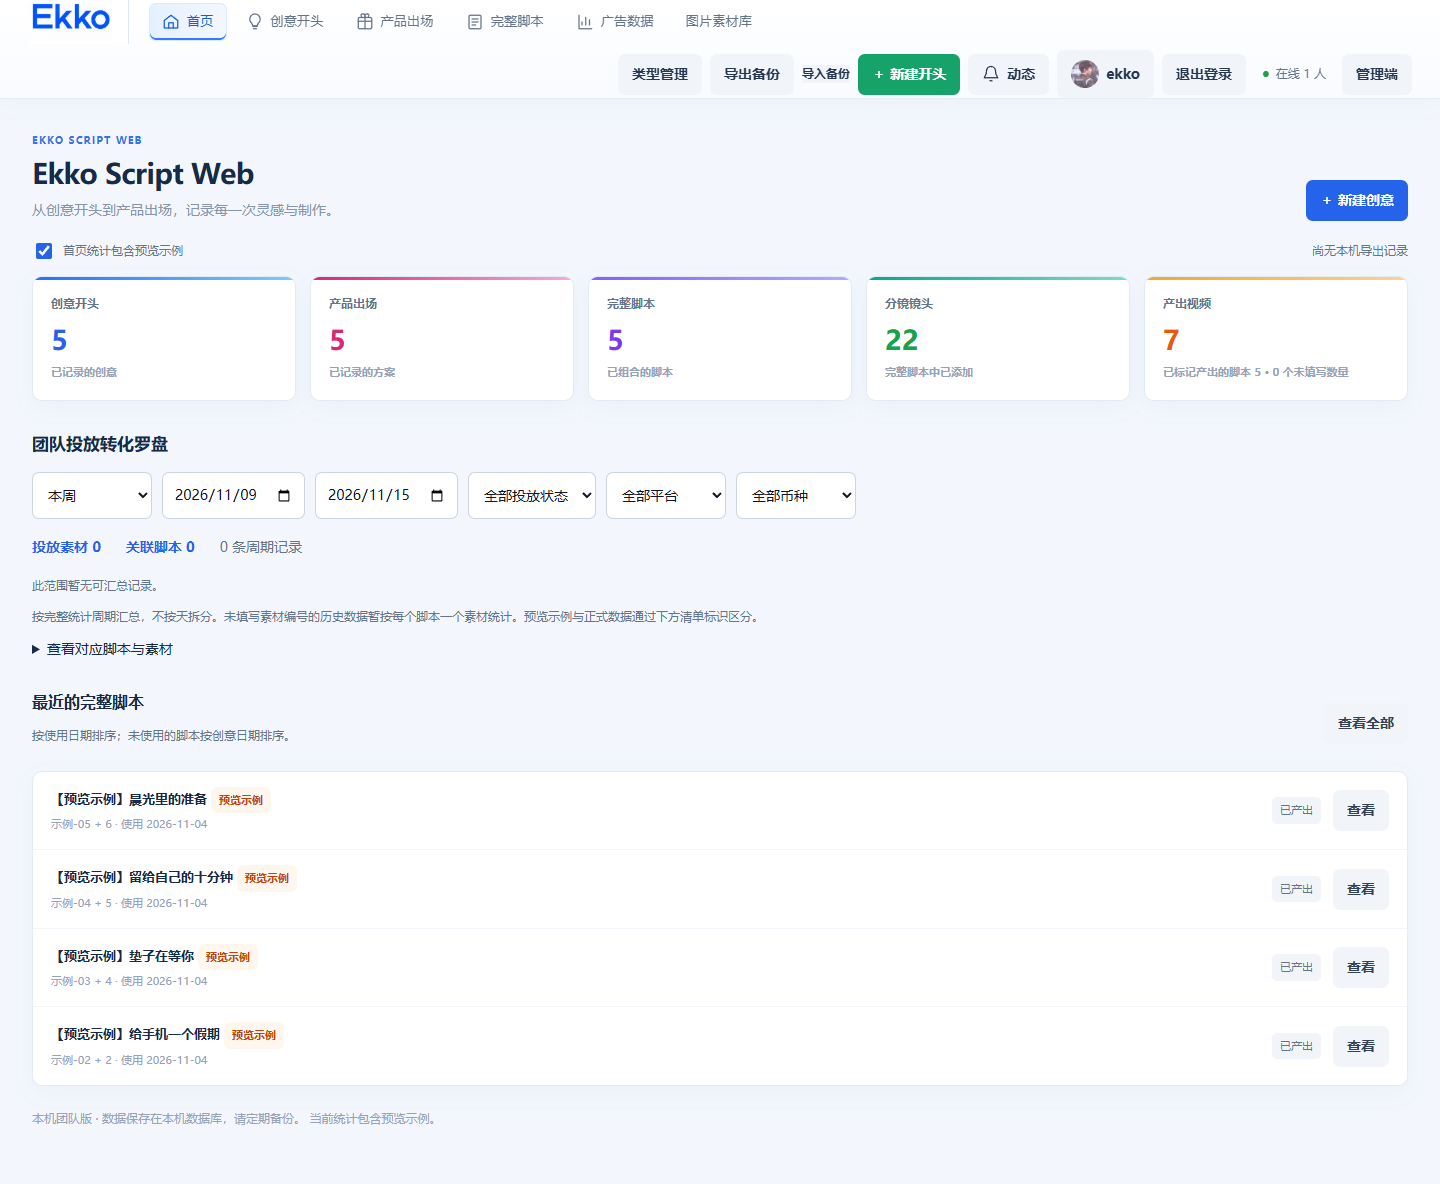 Ekko
首页
创意开头
产品出场
完整脚本
广告数据
图片素材库
类型管理
导出备份
导入备份
+ 新建开头
动态
ekko
退出登录
在线 1 人
管理端
EKKO SCRIPT WEB
Ekko Script Web
从创意开头到产品出场，记录每一次灵感与制作。
+ 新建创意
首页统计包含预览示例
尚无本机导出记录
创意开头
5
已记录的创意
产品出场
5
已记录的方案
完整脚本
5
已组合的脚本
分镜镜头
22
完整脚本中已添加
产出视频
7
已标记产出的脚本 5 • 0 个未填写数量
团队投放转化罗盘
本周
2026/11/09
2026/11/15
全部投放状态
全部平台
全部币种
投放素材 0
关联脚本 0
0 条周期记录
此范围暂无可汇总记录。
按完整统计周期汇总，不按天拆分。未填写素材编号的历史数据暂按每个脚本一个素材统计。预览示例与正式数据通过下方清单标识区分。
查看对应脚本与素材
最近的完整脚本
按使用日期排序；未使用的脚本按创意日期排序。
查看全部
【预览示例】晨光里的准备 预览示例
示例-05 + 6 · 使用 2026-11-04
已产出
查看
【预览示例】留给自己的十分钟 预览示例
示例-04 + 5 · 使用 2026-11-04
已产出
查看
【预览示例】垫子在等你 预览示例
示例-03 + 4 · 使用 2026-11-04
已产出
查看
【预览示例】给手机一个假期 预览示例
示例-02 + 2 · 使用 2026-11-04
已产出
查看
本机团队版 · 数据保存在本机数据库，请定期备份。 当前统计包含预览示例。